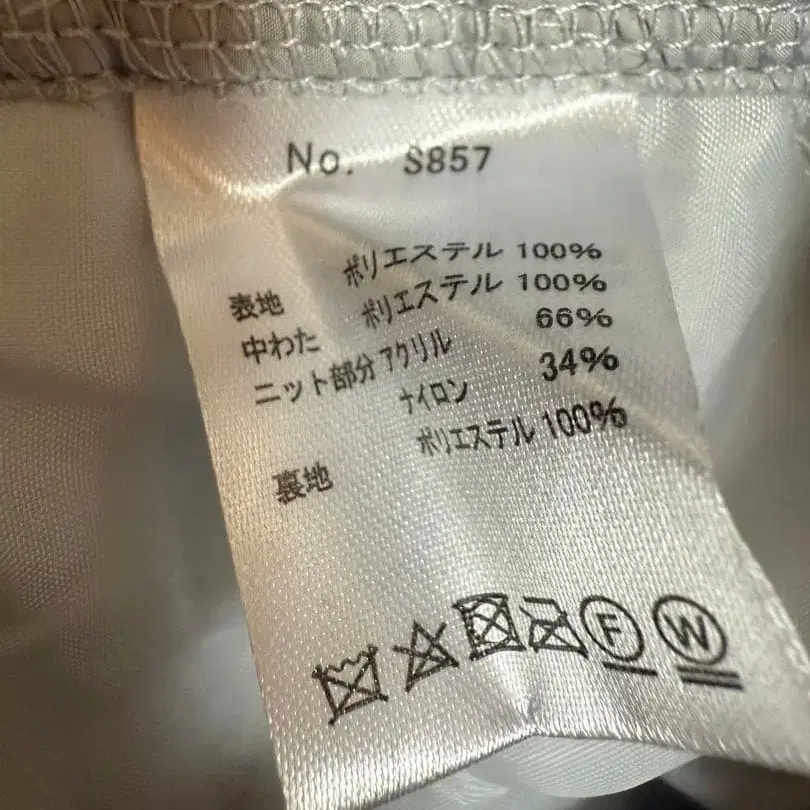 No. S857
表地 ポリエステル 100%
中わた ポリエステル 100%
ニット部分 アクリル 66%
ナイロン 34%
裏地 ポリエステル 100%
F W